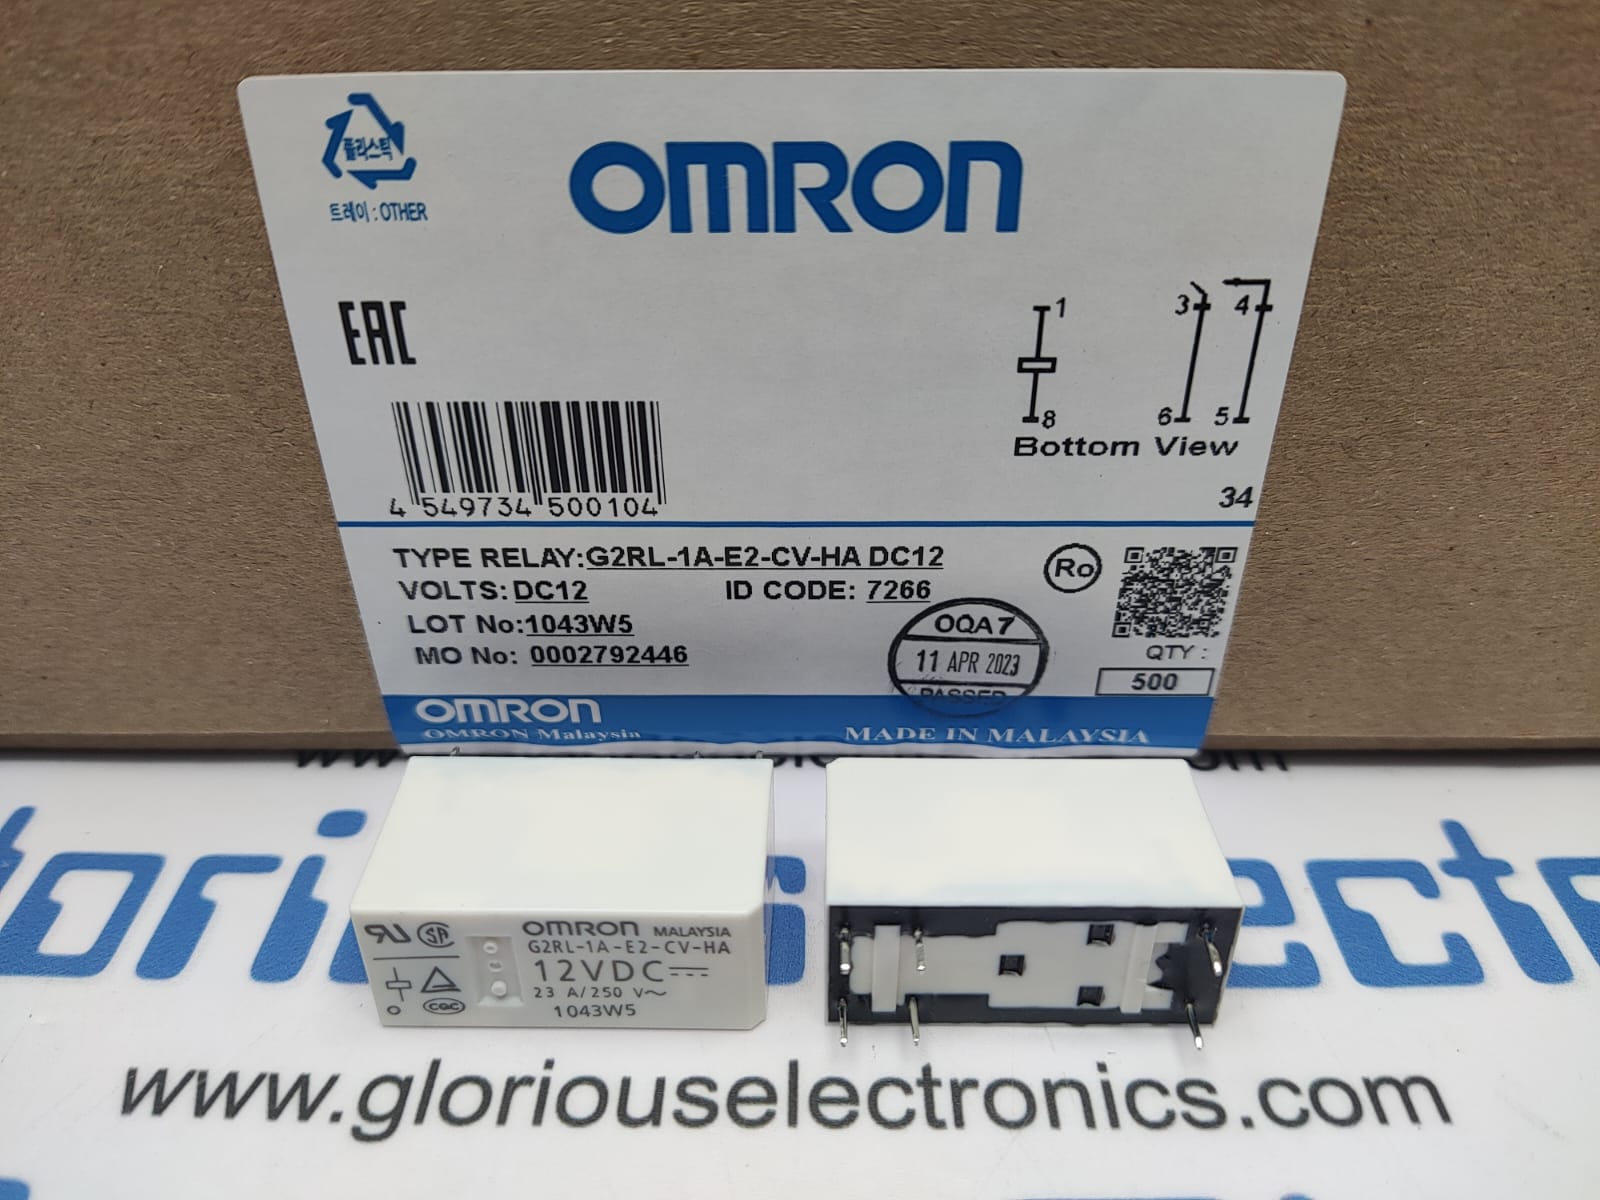 플라스틱
트레이 : OTHER
OMRON
EAC
1
3
4
8
6
5
Bottom View
34
4 549734 500104
TYPE RELAY:G2RL-1A-E2-CV-HA DC12
VOLTS: DC12 ID CODE: 7266
LOT No:1043W5
MO No: 0002792446
Ro
OQA7
11 APR 2023
PASSED
QTY :
500
OMRON
OMRON Malaysia
MADE IN MALAYSIA
OMRON MALAYSIA
G2RL-1A-E2-CV-HA
12VDC
23 A/250 V~
1043W5
CQC
www.gloriouselectronics.com